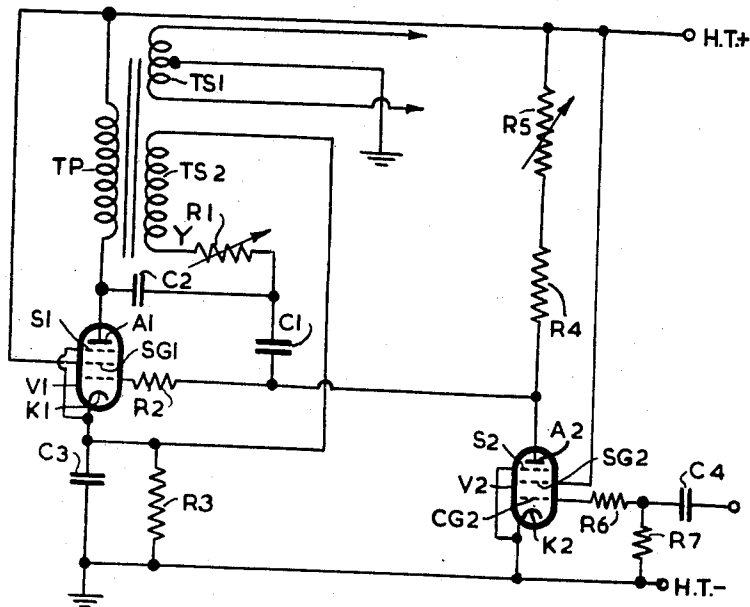 H.T.+
TS1
R5
TP
TS2
R1
Y
C2
S1
A1
C1
R4
SG1
V1
R2
K1
S2
A2
SG2
C3
V2
C4
R3
CG2
R6
K2
R7
H.T.-